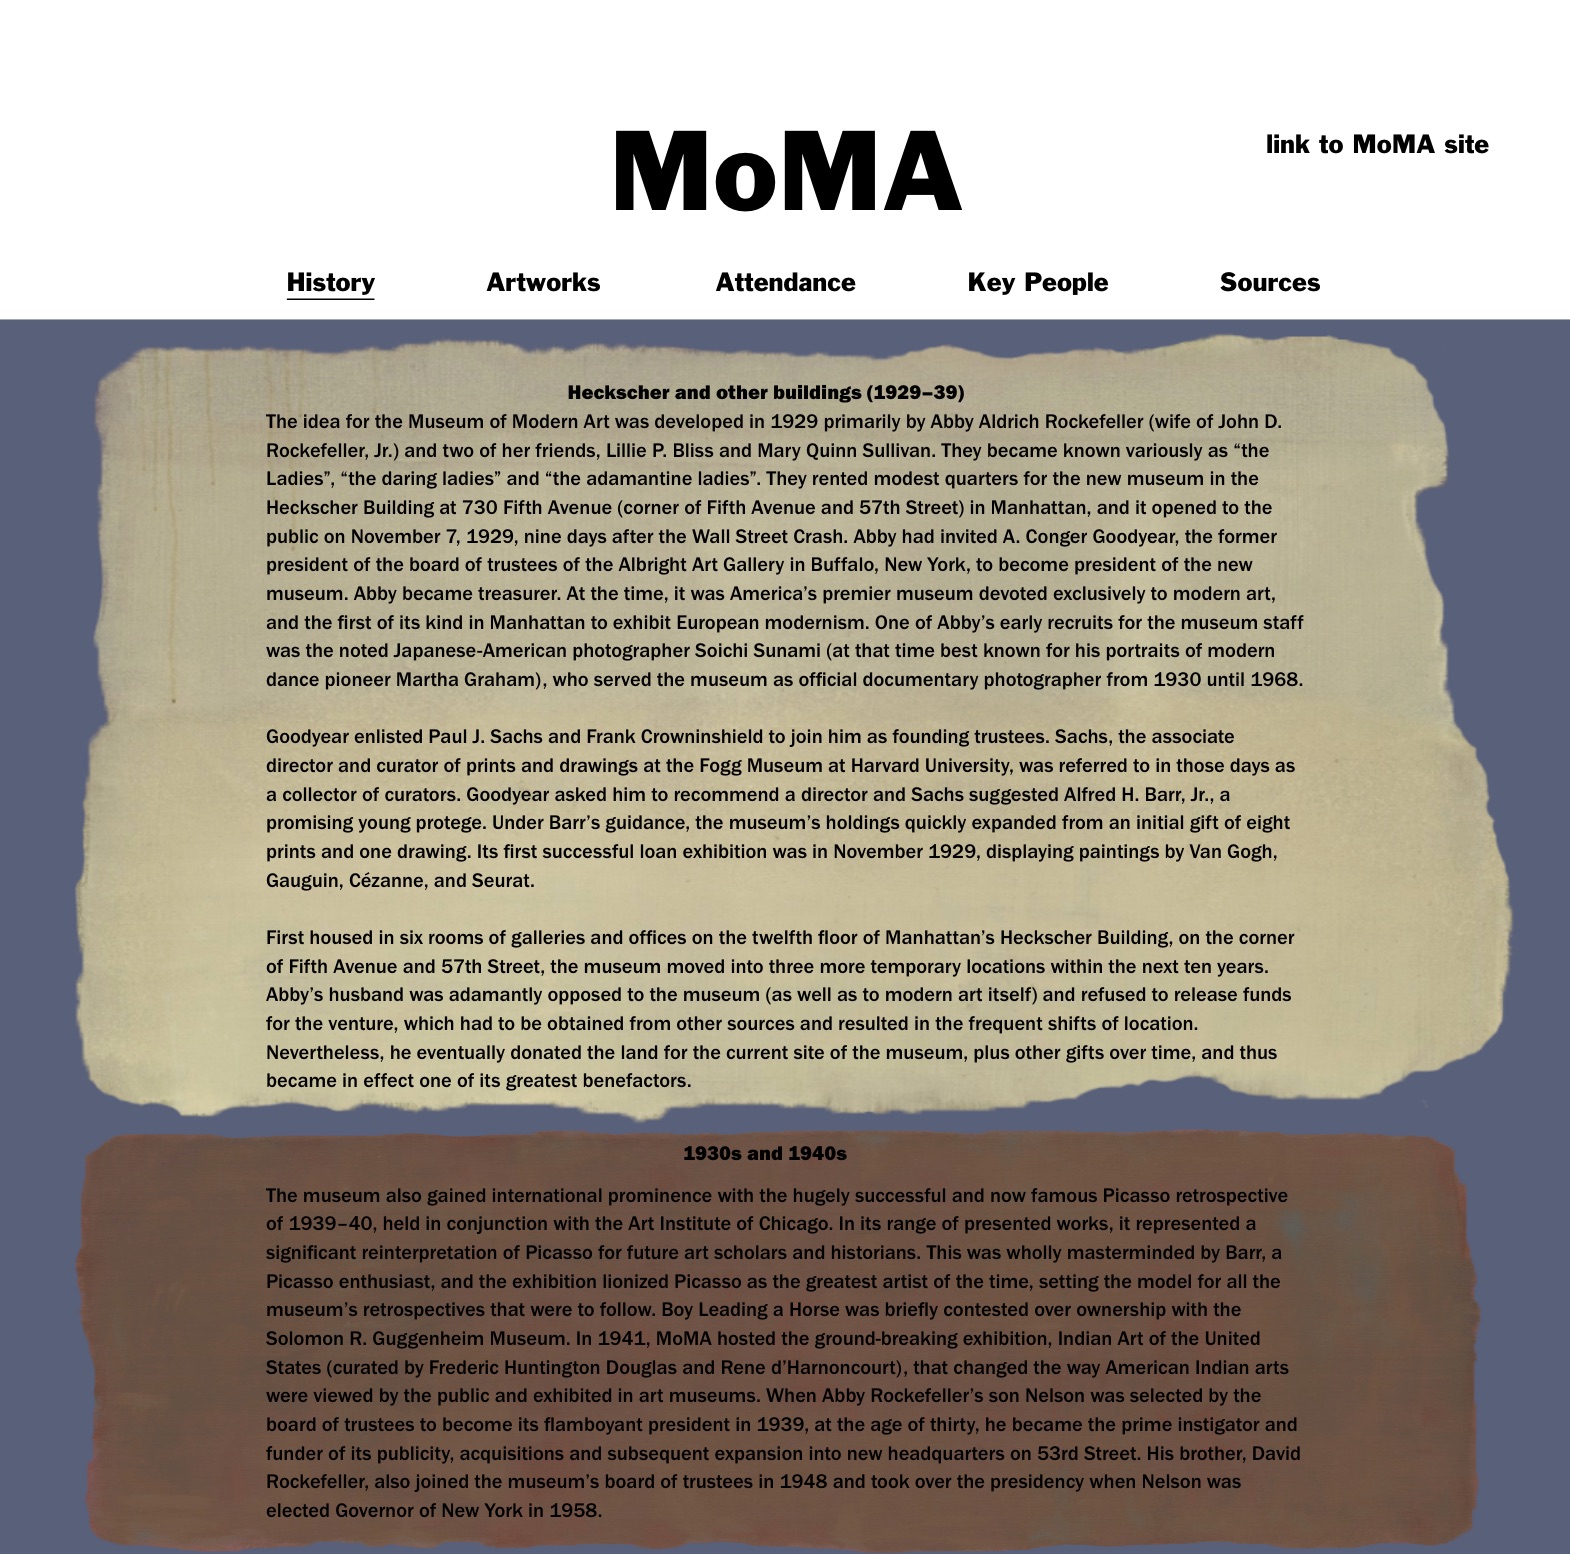 MoMA
link to MoMA site
History Artworks Attendance Key People Sources
Heckscher and other buildings (1929–39)
The idea for the Museum of Modern Art was developed in 1929 primarily by Abby Aldrich Rockefeller (wife of John D.
Rockefeller, Jr.) and two of her friends, Lillie P. Bliss and Mary Quinn Sullivan. They became known variously as “the
Ladies”, “the daring ladies” and “the adamantine ladies”. They rented modest quarters for the new museum in the
Heckscher Building at 730 Fifth Avenue (corner of Fifth Avenue and 57th Street) in Manhattan, and it opened to the
public on November 7, 1929, nine days after the Wall Street Crash. Abby had invited A. Conger Goodyear, the former
president of the board of trustees of the Albright Art Gallery in Buffalo, New York, to become president of the new
museum. Abby became treasurer. At the time, it was America’s premier museum devoted exclusively to modern art,
and the first of its kind in Manhattan to exhibit European modernism. One of Abby’s early recruits for the museum staff
was the noted Japanese-American photographer Soichi Sunami (at that time best known for his portraits of modern
dance pioneer Martha Graham), who served the museum as official documentary photographer from 1930 until 1968.
Goodyear enlisted Paul J. Sachs and Frank Crowninshield to join him as founding trustees. Sachs, the associate
director and curator of prints and drawings at the Fogg Museum at Harvard University, was referred to in those days as
a collector of curators. Goodyear asked him to recommend a director and Sachs suggested Alfred H. Barr, Jr., a
promising young protege. Under Barr’s guidance, the museum’s holdings quickly expanded from an initial gift of eight
prints and one drawing. Its first successful loan exhibition was in November 1929, displaying paintings by Van Gogh,
Gauguin, Cézanne, and Seurat.
First housed in six rooms of galleries and offices on the twelfth floor of Manhattan’s Heckscher Building, on the corner
of Fifth Avenue and 57th Street, the museum moved into three more temporary locations within the next ten years.
Abby’s husband was adamantly opposed to the museum (as well as to modern art itself) and refused to release funds
for the venture, which had to be obtained from other sources and resulted in the frequent shifts of location.
Nevertheless, he eventually donated the land for the current site of the museum, plus other gifts over time, and thus
became in effect one of its greatest benefactors.
1930s and 1940s
The museum also gained international prominence with the hugely successful and now famous Picasso retrospective
of 1939–40, held in conjunction with the Art Institute of Chicago. In its range of presented works, it represented a
significant reinterpretation of Picasso for future art scholars and historians. This was wholly masterminded by Barr, a
Picasso enthusiast, and the exhibition lionized Picasso as the greatest artist of the time, setting the model for all the
museum’s retrospectives that were to follow. Boy Leading a Horse was briefly contested over ownership with the
Solomon R. Guggenheim Museum. In 1941, MoMA hosted the ground-breaking exhibition, Indian Art of the United
States (curated by Frederic Huntington Douglas and Rene d’Harnoncourt), that changed the way American Indian arts
were viewed by the public and exhibited in art museums. When Abby Rockefeller’s son Nelson was selected by the
board of trustees to become its flamboyant president in 1939, at the age of thirty, he became the prime instigator and
funder of its publicity, acquisitions and subsequent expansion into new headquarters on 53rd Street. His brother, David
Rockefeller, also joined the museum’s board of trustees in 1948 and took over the presidency when Nelson was
elected Governor of New York in 1958.